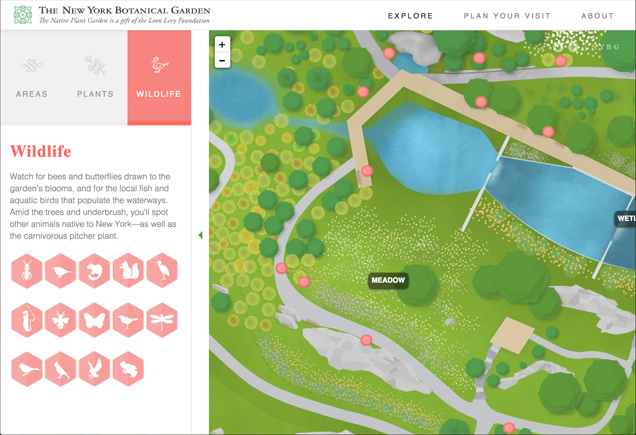 THE NEW YORK BOTANICAL GARDEN
The Native Plant Garden is a gift of the Leon Levy Foundation
EXPLORE PLAN YOUR VISIT ABOUT
AREAS PLANTS WILDLIFE
+
−
Wildlife
Watch for bees and butterflies drawn to the
garden's blooms, and for the local fish and
aquatic birds that populate the waterways.
Amid the trees and underbrush, you'll spot
other animals native to New York—as well as
the carnivorous pitcher plant.
MEADOW